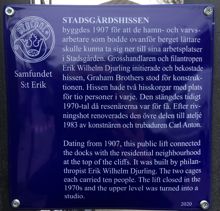 STADSGÅRDSHISSEN
byggdes 1907 för att de hamn- och varvs-
arbetare som bodde ovanför berget lättare
skulle kunna ta sig ner till sina arbetsplatser
i Stadsgården. Grosshandlaren och filantropen
Erik Wilhelm Djurling initierade och bekostade
hissen, Graham Brothers stod för konstruk-
tionen. Hissen hade två hisskorgar med plats
för tio personer i varje. Den stängdes tidigt
1970-tal då resenärerna var för få. Efter riv-
ningshot renoverades den övre delen till ateljé
1983 av konstnären och trubaduren Carl Anton.
Dating from 1907, this public lift connected
the docks with the residential neighbourhood
at the top of the cliffs. It was built by philan-
thropist Erik Wilhelm Djurling. The two cages
each carried ten people. The lift closed in the
1970s and the upper level was turned into a
studio.
Samfundet
S:t Erik
2020